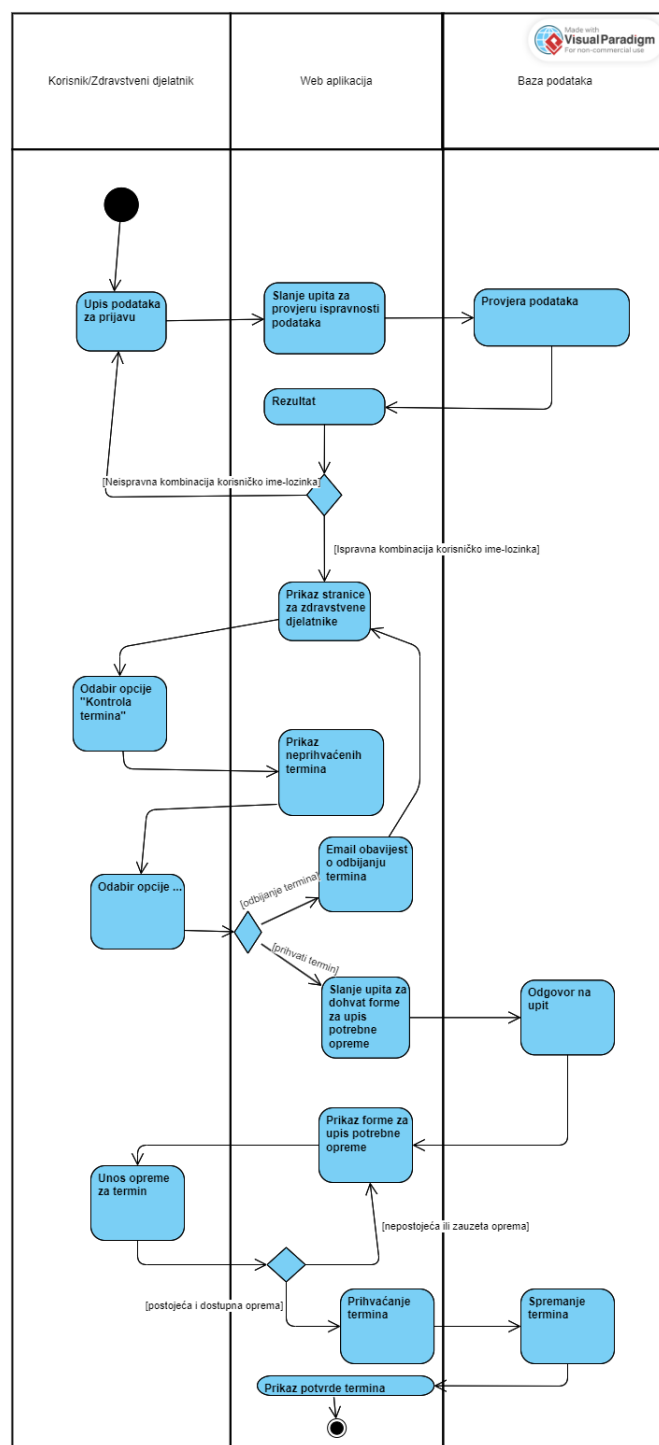 Made with
VisualParadigm
For non-commercial use
Korisnik/Zdravstveni djelatnik
Web aplikacija
Baza podataka
Upis podataka
za prijavu
Slanje upita za
provjeru ispravnosti
podataka
Provjera podataka
Rezultat
[Neispravna kombinacija korisničko ime-lozinka]
[Ispravna kombinacija korisničko ime-lozinka]
Prikaz stranice
za zdravstvene
djelatnike
Odabir opcije
"Kontrola
termina"
Prikaz
neprihvaćenih
termina
Email obavijest
o odbijanju
termina
Odabir opcije ...
[odbijanje termina]
[prihvati termin]
Slanje upita za
dohvat forme
za upis
potrebne
opreme
Odgovor na
upit
Prikaz forme za
upis potrebne
opreme
Unos opreme
za termin
[nepostojeća ili zauzeta oprema]
[postojeća i dostupna oprema]
Prihvaćanje
termina
Spremanje
termina
Prikaz potvrde termina